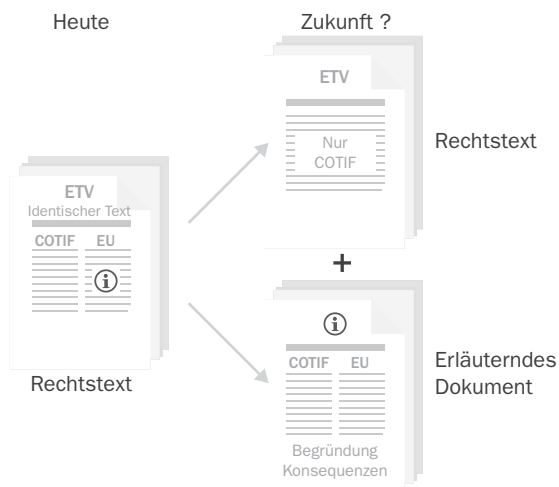 Heute
Zukunft ?
ETV
Nur
COTIF
Rechtstext
ETV
Identischer Text
COTIF EU
i
Rechtstext
+
i
COTIF EU
Begründung
Konsequenzen
Erläuterndes
Dokument